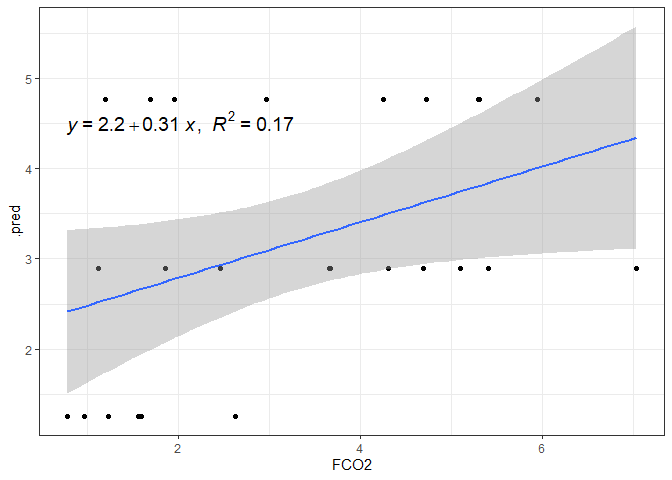 5
4
3
2
.pred
y = 2.2 + 0.31 x, R² = 0.17
2
4
6
FCO2